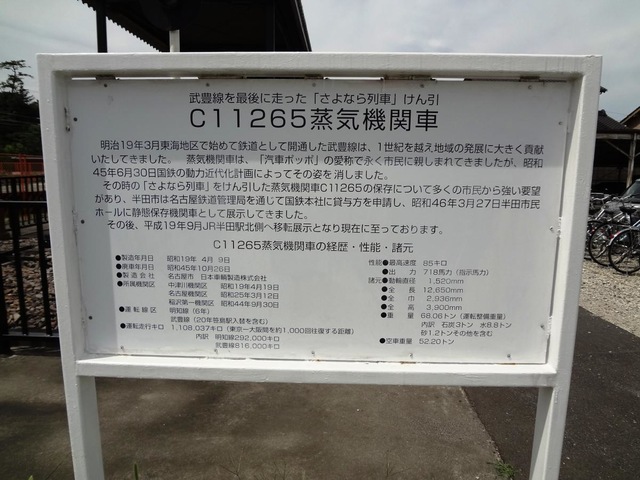 武豊線を最後に走った「さよなら列車」けん引
C11265蒸気機関車
明治19年3月東海地区で始めて鉄道として開通した武豊線は、1世紀を越え地域の発展に大きく貢献
いたしてきました。 蒸気機関車は、「汽車ポッポ」の愛称で永く市民に親しまれてきましたが、昭和
45年6月30日国鉄の動力近代化計画によってその姿を消しました。
その時の「さよなら列車」をけん引した蒸気機関車C11265の保存について多くの市民から強い要望
があり、半田市は名古屋鉄道管理局を通じて国鉄本社に貸与方を申請し、昭和46年3月27日半田市民
ホールに静態保存機関車として展示してきました。
その後、平成19年9月JR半田駅北側へ移転展示となり現在に至っております。
C11265蒸気機関車の経歴・性能・諸元
●製造年月日 昭和19年 4月 9日
●廃車年月日 昭和45年10月26日
●製造会社 名古屋市 日本車輛製造株式会社
●所属機関区 中津川機関区 昭和19年4月19日
名古屋機関区 昭和25年3月12日
稲沢第一機関区 昭和44年9月30日
●運転線区 明知線(6年)
武豊線(20年笹島駅入替を含む)
●運転走行キロ 1,108,037キロ(東京ー大阪間を約1,000回往復する距離)
内訳 明知線292,000キロ
武豊線816,000キロ
性能●最高速度 85キロ
●出力 718馬力(指示馬力)
諸元●動輪直径 1,520mm
●全長 12,650mm
●全巾 2,936mm
●全高 3,900mm
●重量 68.06トン(運転整備重量)
内訳 石炭3トン 水8.8トン
砂1.2トンその他を含む
●空車重量 52.20トン